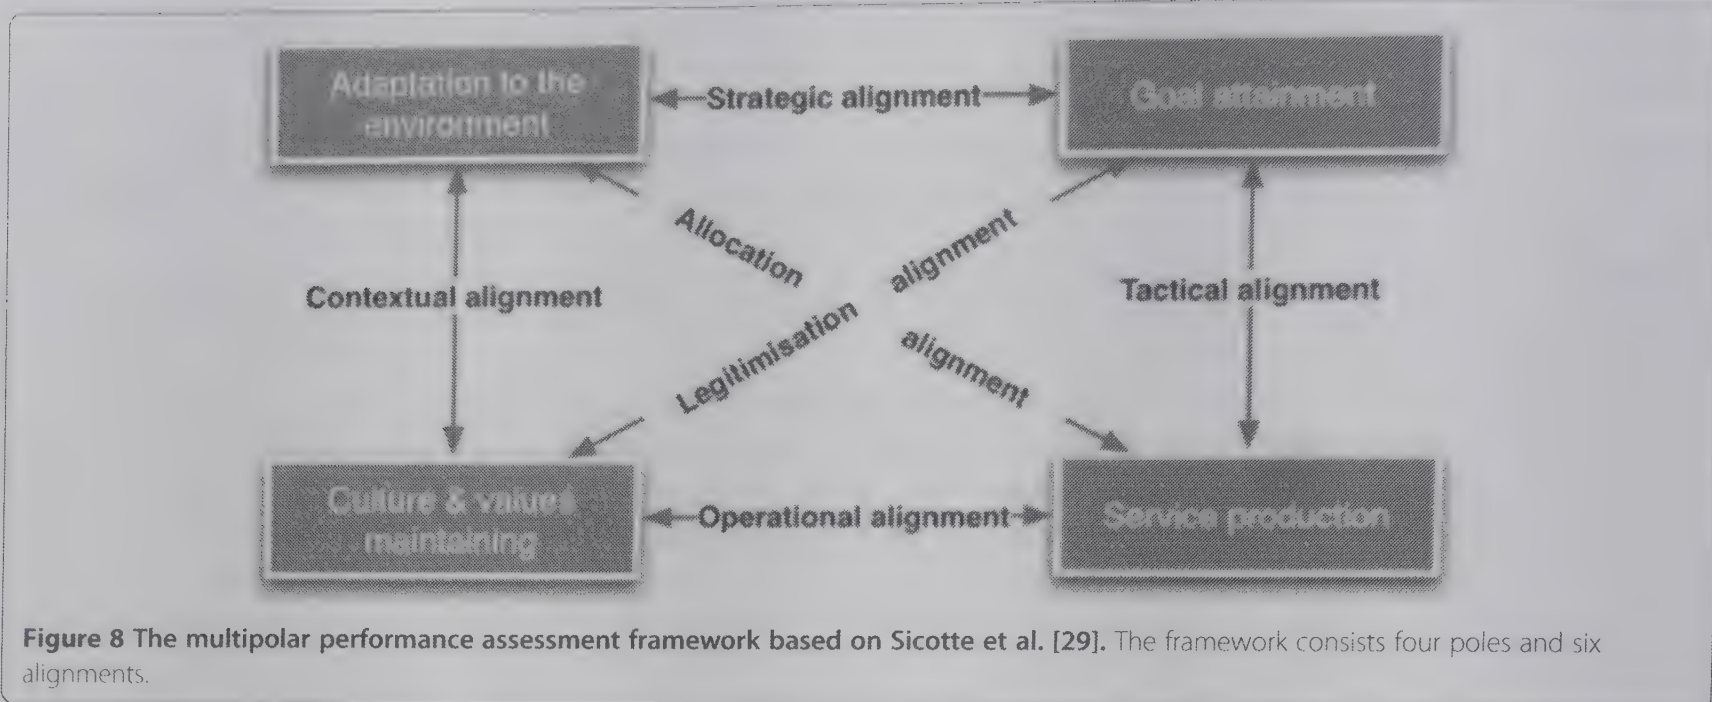 Adaptation to the
environment
Strategic alignment
Goal attainment
Allocation
alignment
Contextual alignment
Tactical alignment
Legitimisation
alignment
Culture & values
maintaining
Operational alignment
Service production
Figure 8 The multipolar performance assessment framework based on Sicotte et al. [29]. The framework consists four poles and six
alignments.